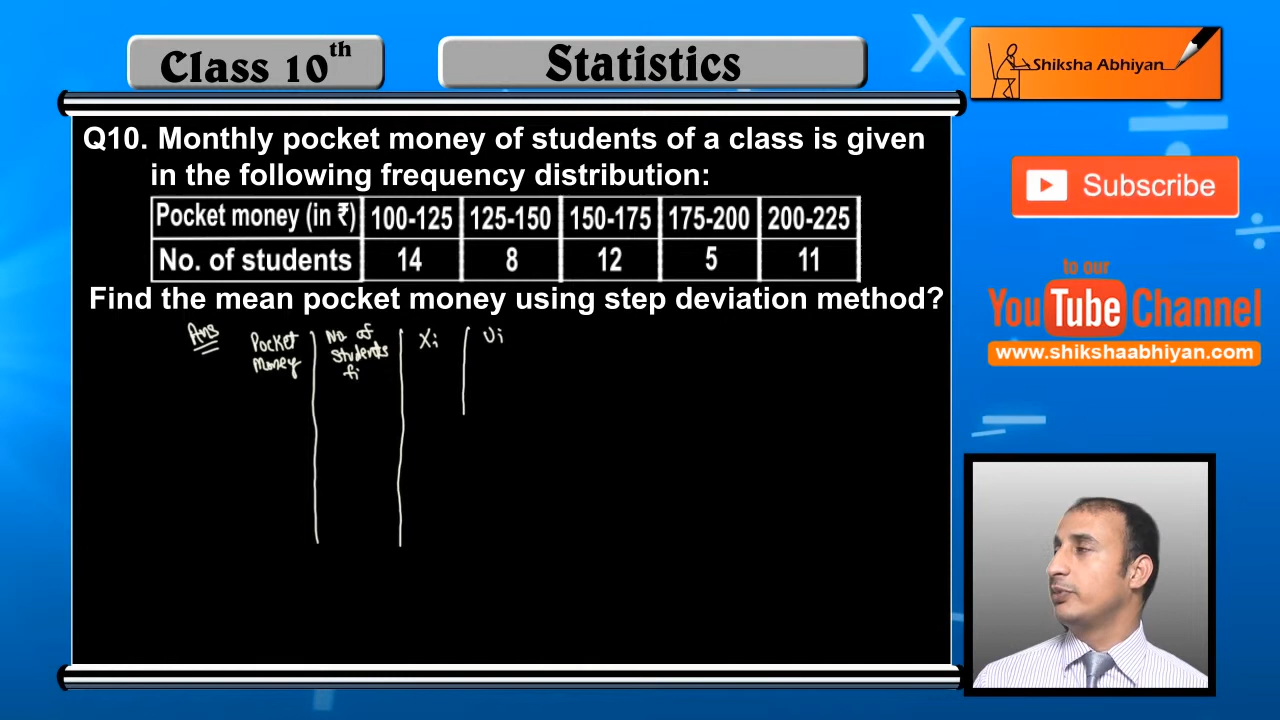 Class 10th
Statistics
Shiksha Abhiyan
Q10. Monthly pocket money of students of a class is given
in the following frequency distribution:
Pocket money (in ₹) 100-125 125-150 150-175 175-200 200-225
No. of students 14 8 12 5 11
Find the mean pocket money using step deviation method?
Ans
Pocket money
No. of students fi
Xi
Ui
Subscribe
to our
YouTube Channel
www.shikshaabhiyan.com